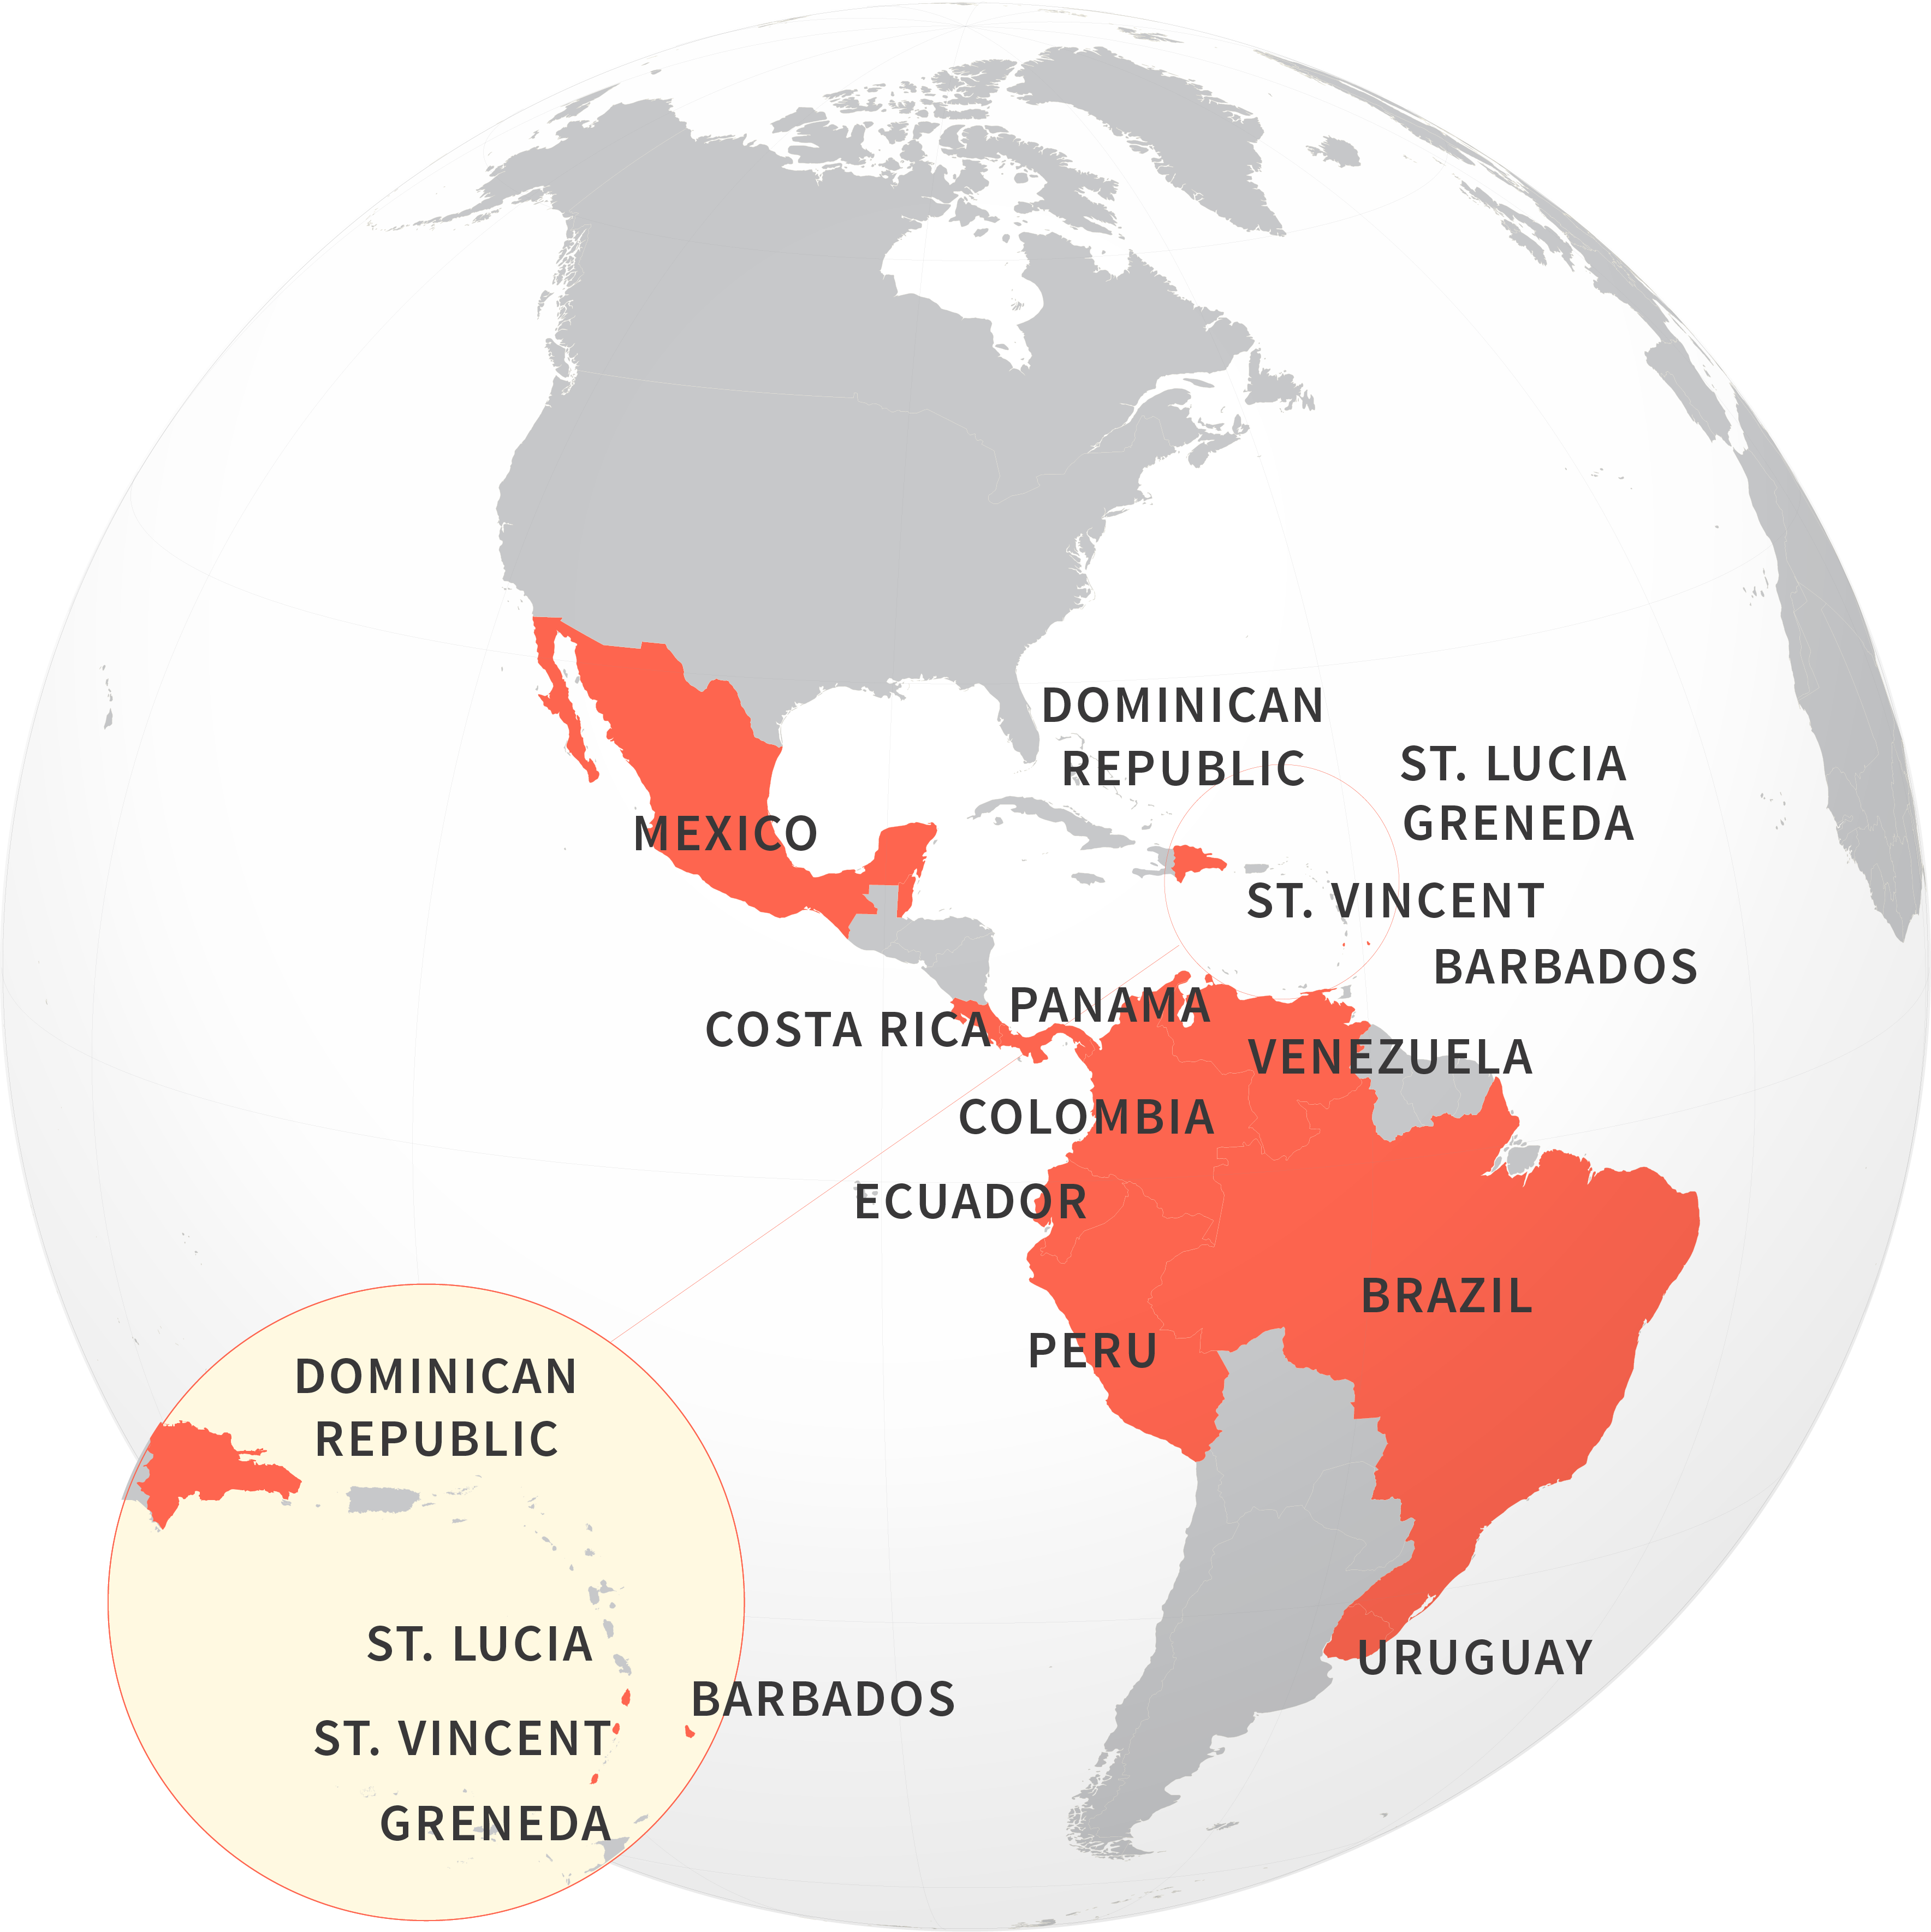 DOMINICAN
REPUBLIC
ST. LUCIA
GRENEDA
MEXICO
ST. VINCENT
BARBADOS
PANAMA
COSTA RICA
VENEZUELA
COLOMBIA
ECUADOR
BRAZIL
PERU
DOMINICAN
REPUBLIC
ST. LUCIA
URUGUAY
BARBADOS
ST. VINCENT
GRENEDA